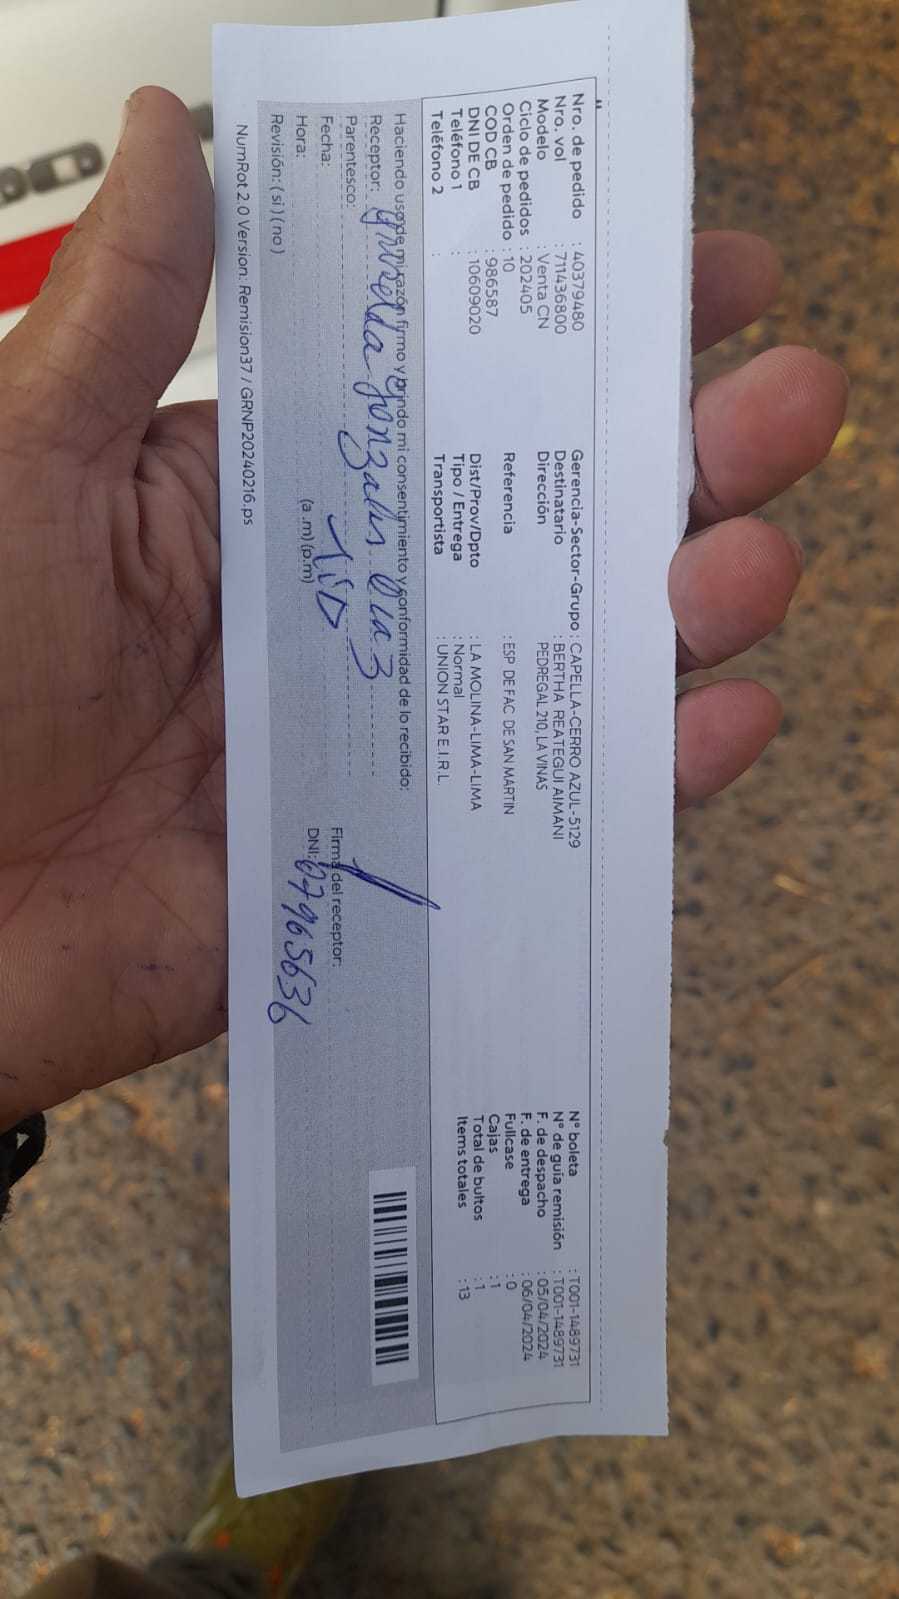 Nro. de pedido : 40379480
Nro. vol : 711436800
Modelo : Venta CN
Ciclo de pedidos : 202405
Orden de pedido : 10
COD CB : 986587
DNI DE CB : 10609020
Teléfono 1 :
Teléfono 2 :
Gerencia-Sector-Grupo : CAPELLA-CERRO AZUL-5129
Destinatario : BERTHA REATEGUI AIMANI
Dirección PEDREGAL 210, LA VINAS
Referencia : ESP DE FAC DE SAN MARTIN
Dist/Prov/Dpto : LA MOLINA-LIMA-LIMA
Tipo / Entrega : Normal
Transportista : UNION STAR E.I.R.L.
N° boleta : T001-1489731
N° de guia remisión : T001-1489731
F. de despacho : 05/04/2024
F. de entrega : 06/04/2024
Fullcase : 0
Cajas : 1
Total de bultos : 1
Items totales : 13
Haciendo uso de mi razón firmo y brindo mi consentimiento y conformidad de lo recibido:
Receptor: Gonzales
Parentesco:
Fecha:
Hora: (a .m) (p.m)
Revisión: ( si ) ( no )
Firma del receptor:
DNI: 07965636
NumRot 2.0 Version: Remision37 / GRNP20240216.ps